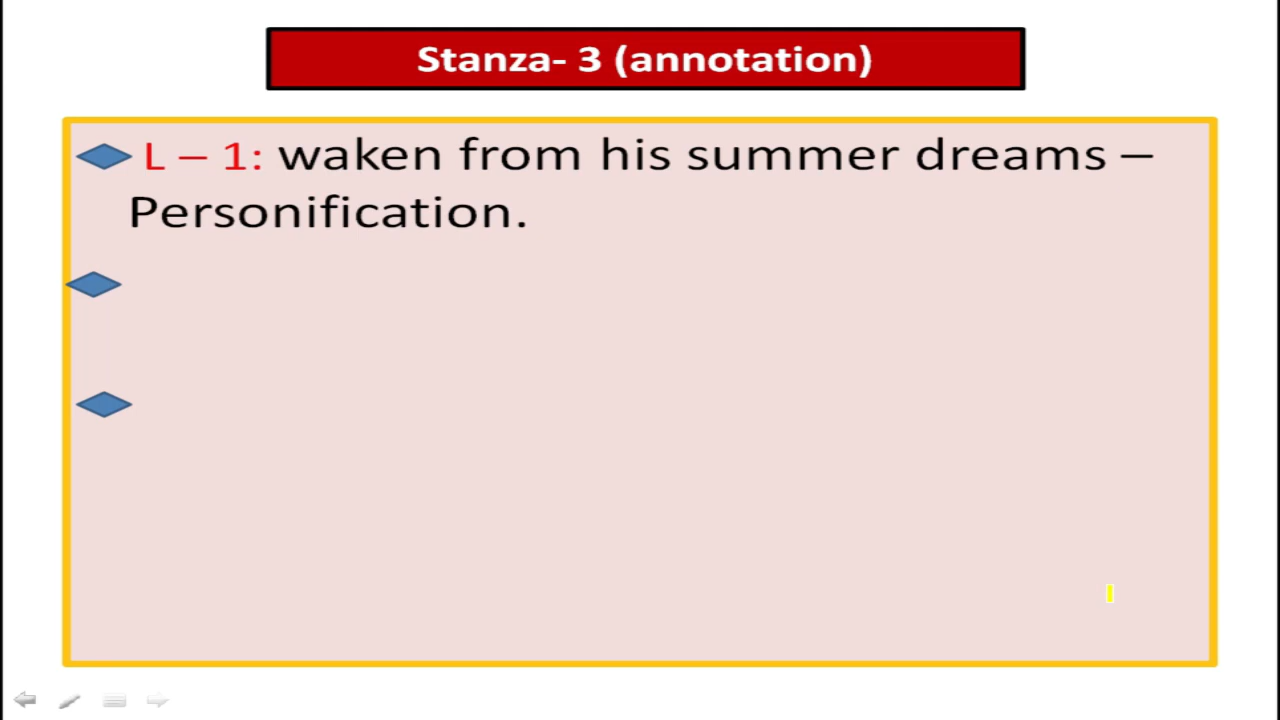 Stanza- 3 (annotation)
L – 1: waken from his summer dreams –
Personification.